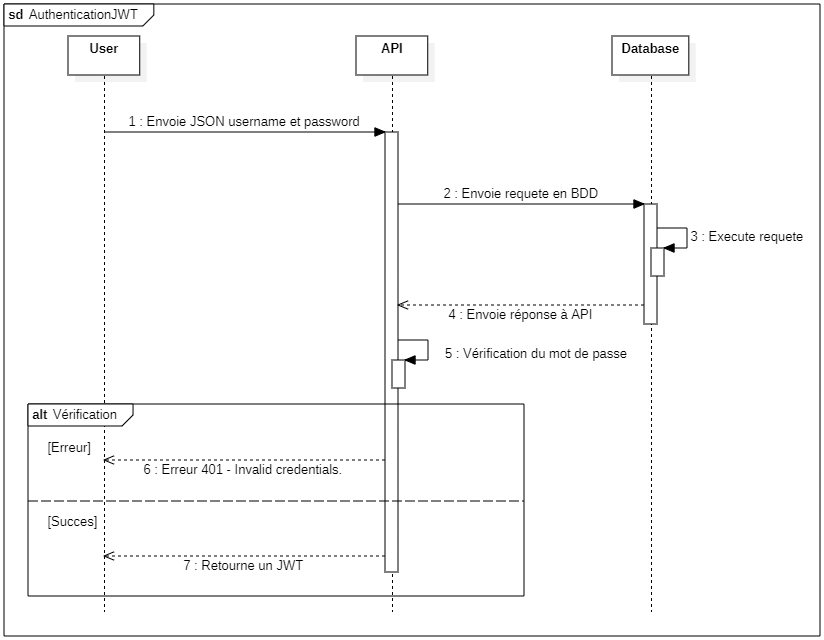 sd AuthenticationJWT
User
API
Database
1 : Envoie JSON username et password
2 : Envoie requete en BDD
3 : Execute requete
4 : Envoie réponse à API
5 : Vérification du mot de passe
alt Vérification
[Erreur]
6 : Erreur 401 - Invalid credentials.
[Succes]
7 : Retourne un JWT